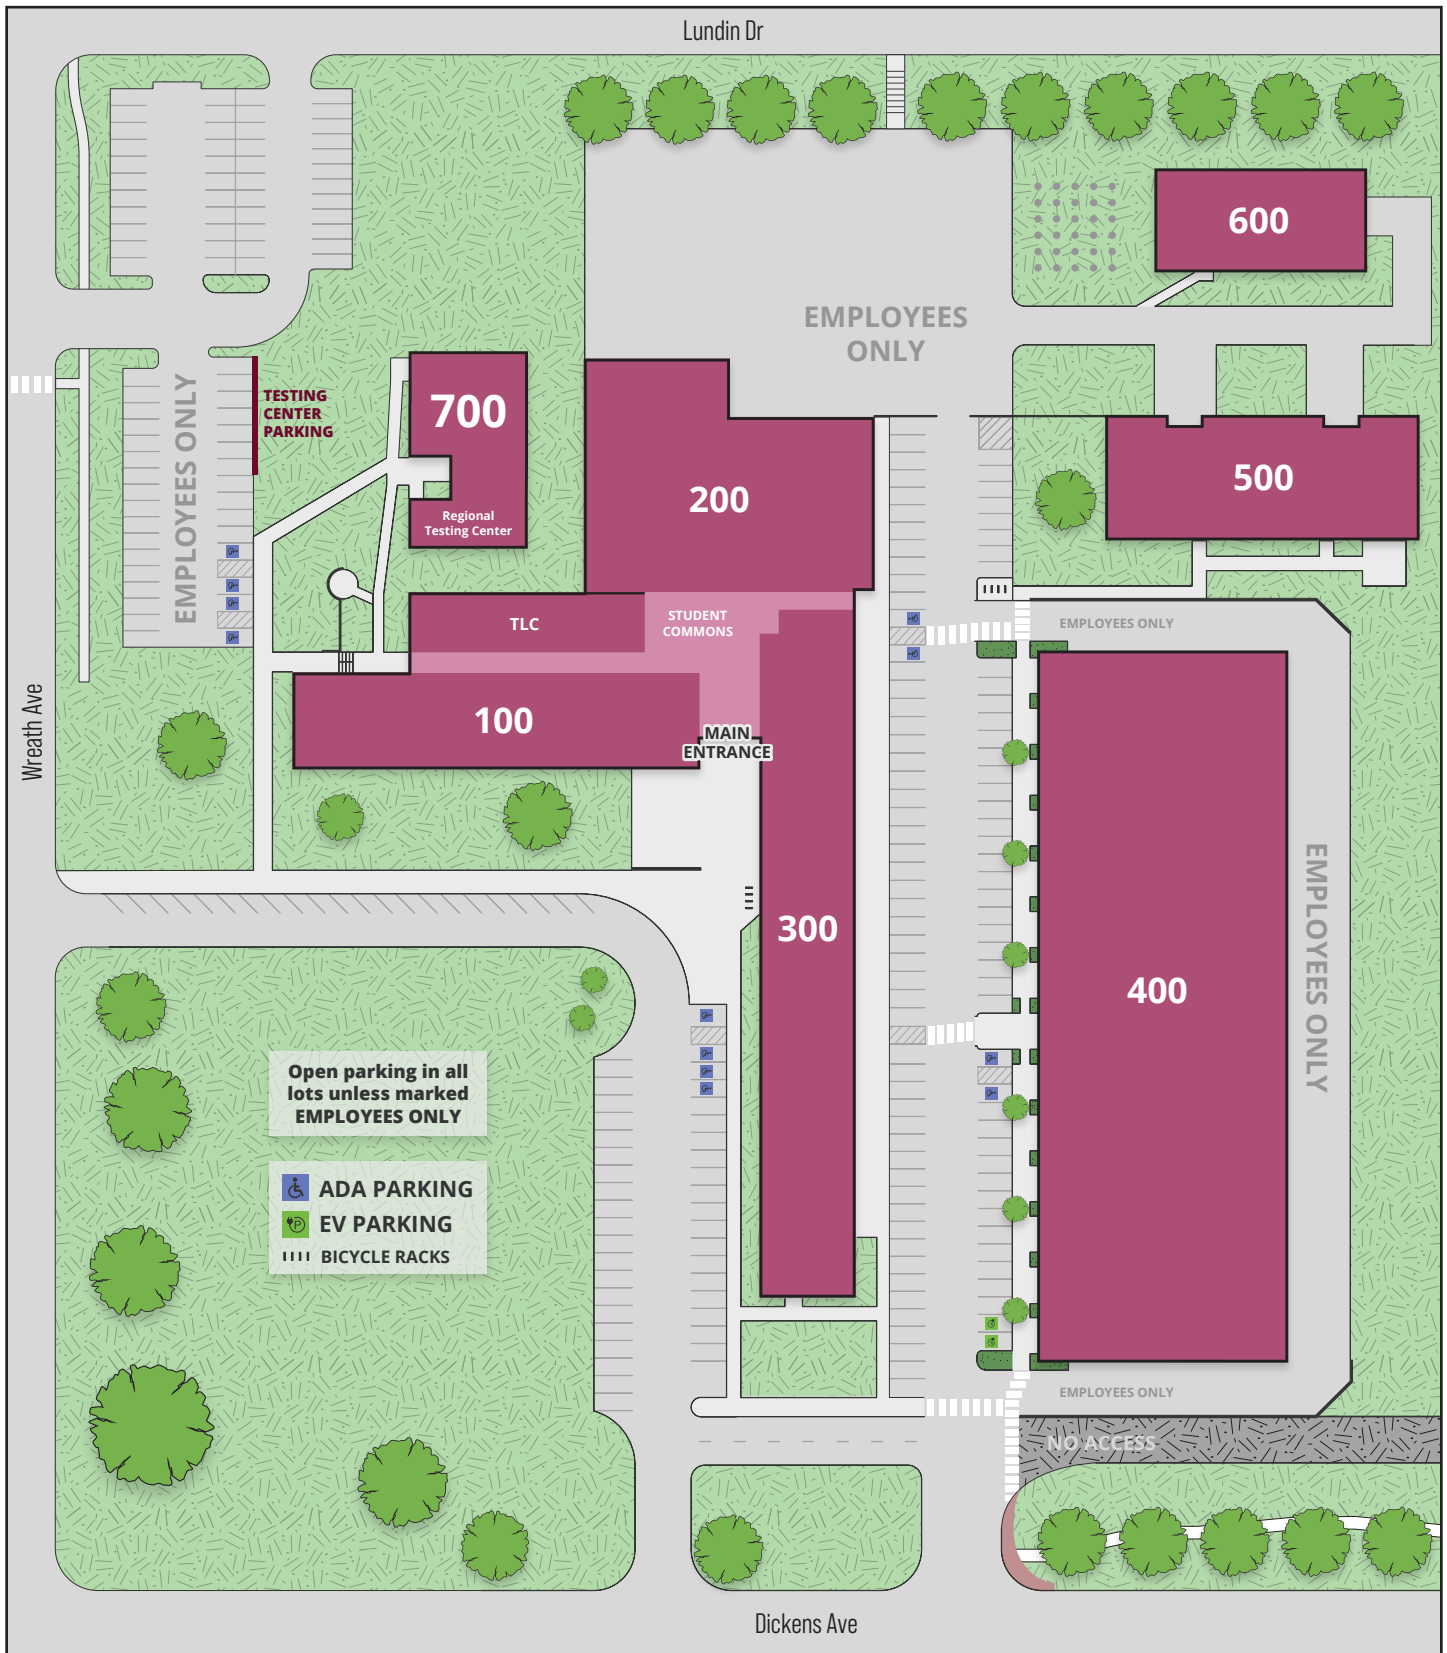 Lundin Dr
600
EMPLOYEES
ONLY
TESTING
CENTER
PARKING
EMPLOYEES ONLY
700
Regional
Testing Center
200
500
TLC
STUDENT
COMMONS
EMPLOYEES ONLY
Wreath Ave
100
MAIN
ENTRANCE
300
400
EMPLOYEES ONLY
Open parking in all
lots unless marked
EMPLOYEES ONLY
ADA PARKING
P
EV PARKING
BICYCLE RACKS
EMPLOYEES ONLY
NO ACCESS
Dickens Ave